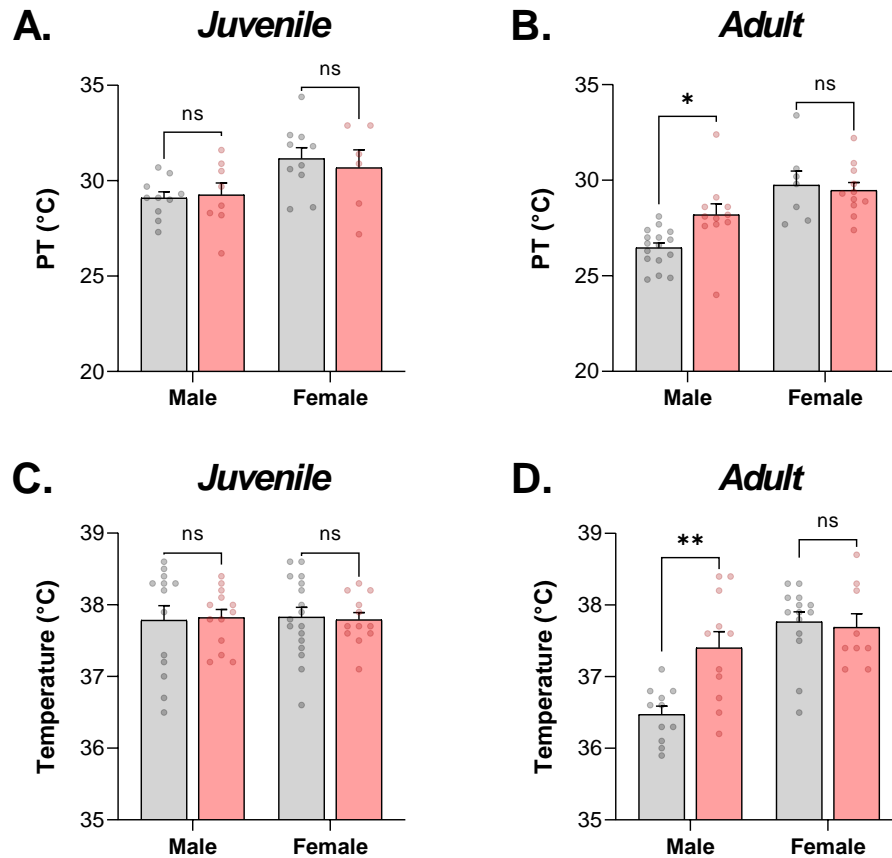 A.
Juvenile
ns
ns
35
30
25
20
PT (°C)
Male
Female
B.
Adult
*
ns
35
30
25
20
PT (°C)
Male
Female
C.
Juvenile
ns
ns
39
38
37
36
35
Temperature (°C)
Male
Female
D.
Adult
**
ns
39
38
37
36
35
Temperature (°C)
Male
Female